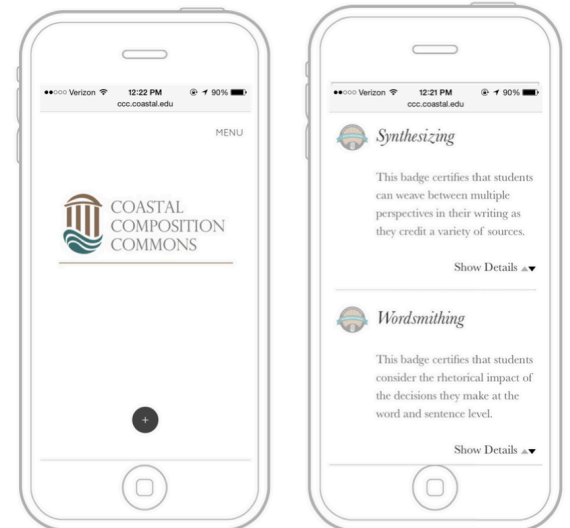 ●●○○○ Verizon 12:22 PM 90%
ccc.coastal.edu
MENU
COASTAL
COMPOSITION
COMMONS
+
●●○○○ Verizon 12:21 PM 90%
ccc.coastal.edu
Synthesizing
This badge certifies that students
can weave between multiple
perspectives in their writing as
they credit a variety of sources.
Show Details ▲▼
Wordsmithing
This badge certifies that students
consider the rhetorical impact of
the decisions they make at the
word and sentence level.
Show Details ▲▼